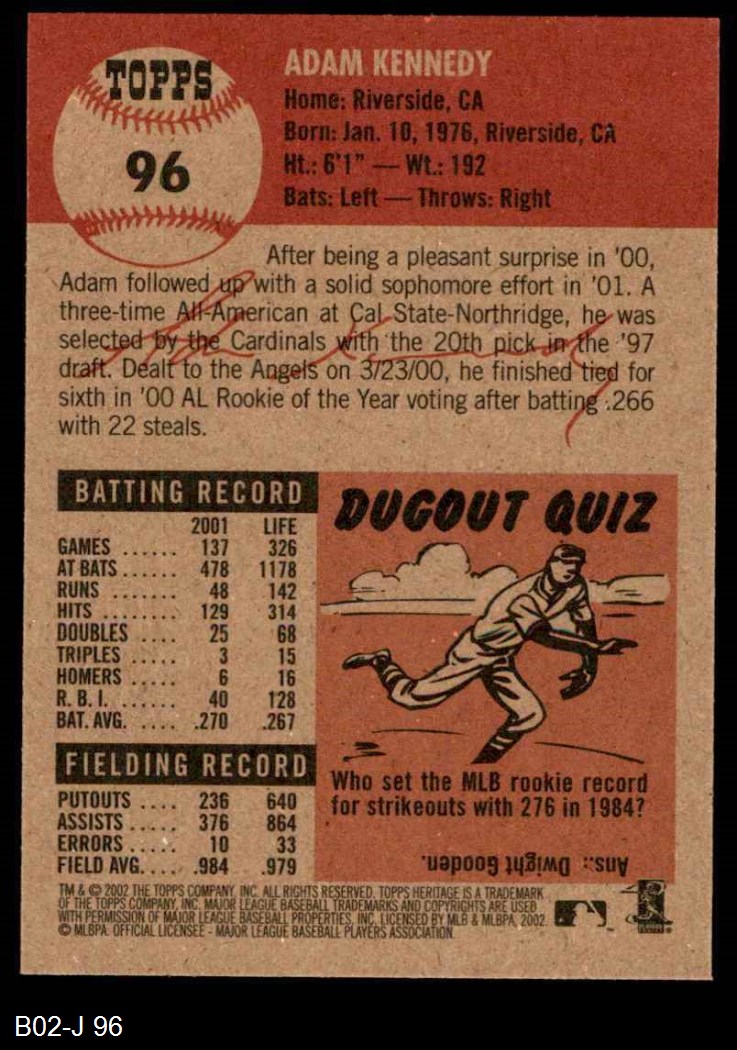 TOPPS
96
ADAM KENNEDY
Home: Riverside, CA
Born: Jan. 10, 1976, Riverside, CA
Ht.: 6'1" — Wt.: 192
Bats: Left — Throws: Right
After being a pleasant surprise in '00,
Adam followed up with a solid sophomore effort in '01. A
three-time All-American at Cal State-Northridge, he was
selected by the Cardinals with the 20th pick in the '97
draft. Dealt to the Angels on 3/23/00, he finished tied for
sixth in '00 AL Rookie of the Year voting after batting .266
with 22 steals.
BATTING RECORD
2001 LIFE
GAMES ...... 137 326
AT BATS ...... 478 1178
RUNS ...... 48 142
HITS ........ 129 314
DOUBLES .... 25 68
TRIPLES ..... 3 15
HOMERS ..... 6 16
R. B. I. ...... 40 128
BAT. AVG. .... .270 .267
FIELDING RECORD
PUTOUTS .... 236 640
ASSISTS ..... 376 864
ERRORS ..... 10 33
FIELD AVG. ... .984 .979
DUGOUT QUIZ
Who set the MLB rookie record
for strikeouts with 276 in 1984?
Ans.: Dwight Gooden.
TM & © 2002 THE TOPPS COMPANY, INC. ALL RIGHTS RESERVED. TOPPS HERITAGE IS A TRADEMARK
OF THE TOPPS COMPANY, INC. MAJOR LEAGUE BASEBALL TRADEMARKS AND COPYRIGHTS ARE USED
WITH PERMISSION OF MAJOR LEAGUE BASEBALL PROPERTIES, INC. LICENSED BY MLB & MLBPA, 2002.
© MLBPA. OFFICIAL LICENSEE - MAJOR LEAGUE BASEBALL PLAYERS ASSOCIATION.
B02-J 96